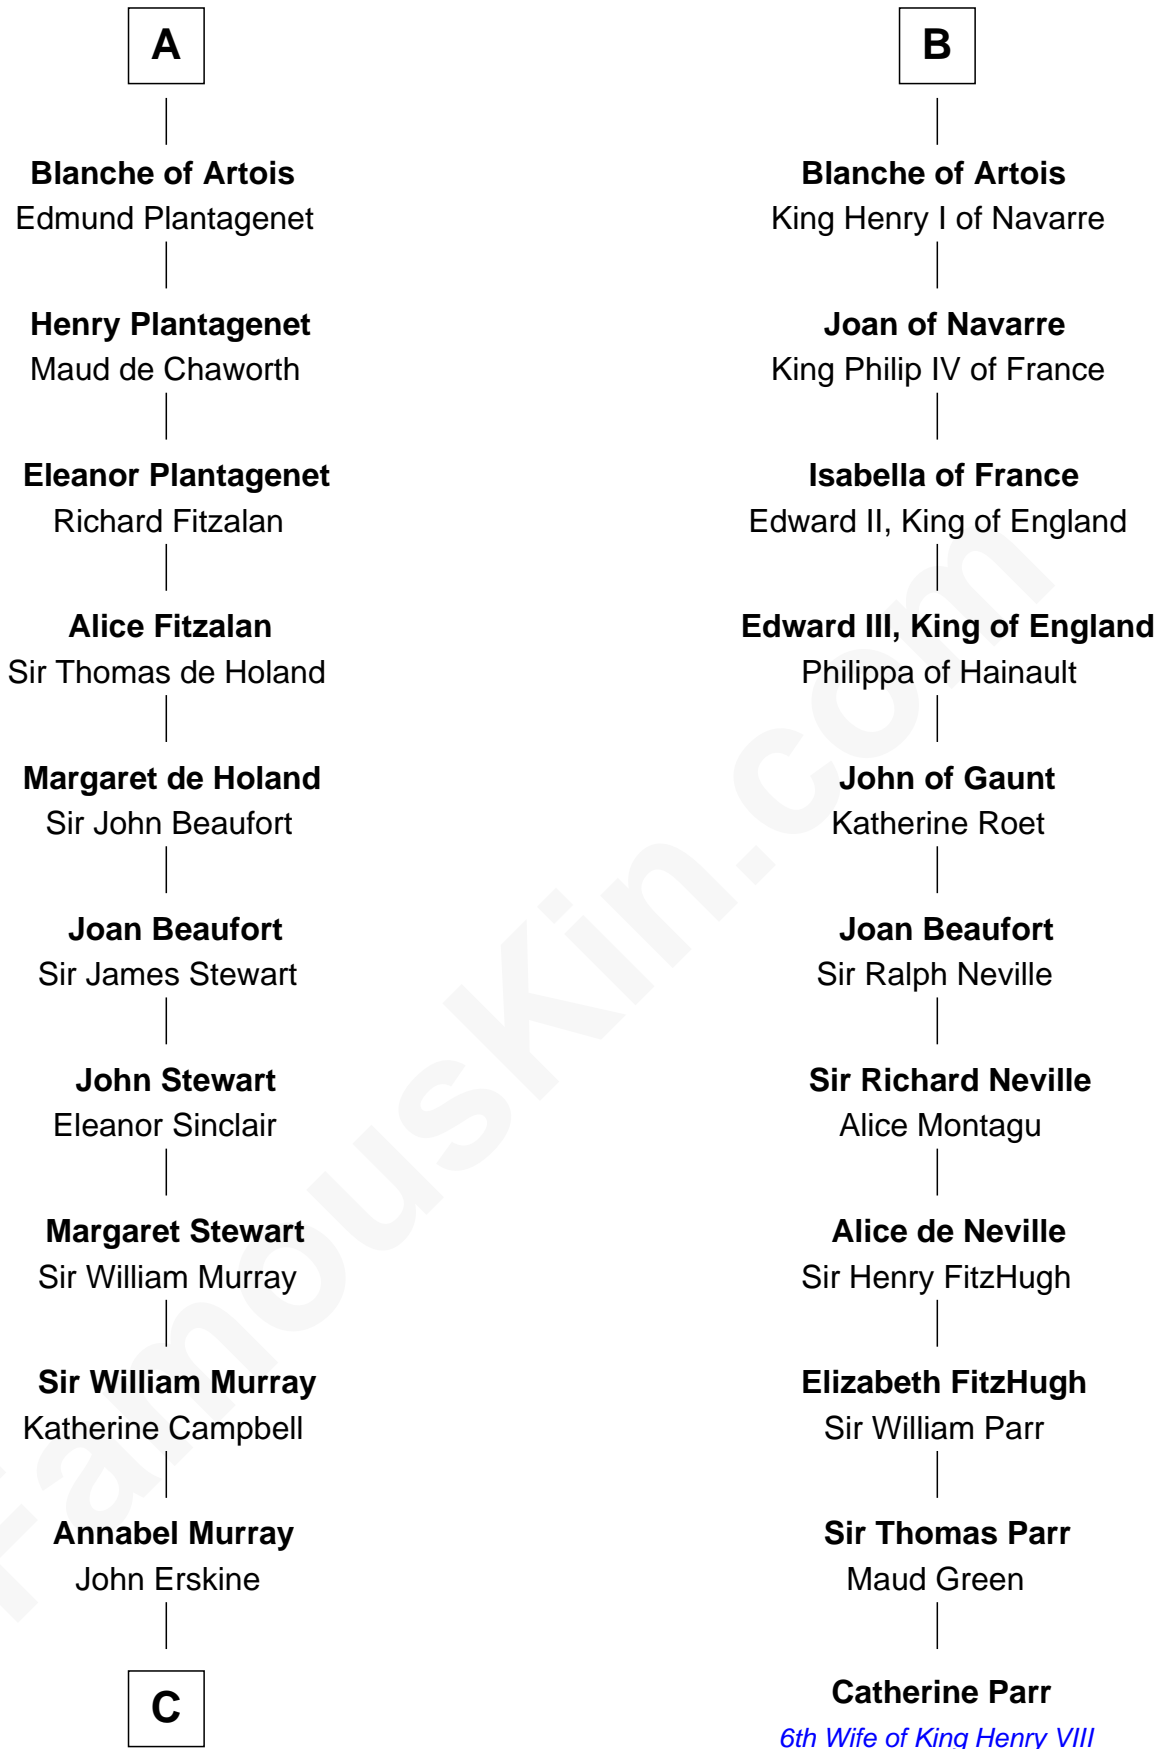 A
Blanche of Artois
Edmund Plantagenet
Henry Plantagenet
Maud de Chaworth
Eleanor Plantagenet
Richard Fitzalan
Alice Fitzalan
Sir Thomas de Holand
Margaret de Holand
Sir John Beaufort
Joan Beaufort
Sir James Stewart
John Stewart
Eleanor Sinclair
Margaret Stewart
Sir William Murray
Sir William Murray
Katherine Campbell
Annabel Murray
John Erskine
C
B
Blanche of Artois
King Henry I of Navarre
Joan of Navarre
King Philip IV of France
Isabella of France
Edward II, King of England
Edward III, King of England
Philippa of Hainault
John of Gaunt
Katherine Roet
Joan Beaufort
Sir Ralph Neville
Sir Richard Neville
Alice Montagu
Alice de Neville
Sir Henry FitzHugh
Elizabeth FitzHugh
Sir William Parr
Sir Thomas Parr
Maud Green
Catherine Parr
6th Wife of King Henry VIII
FamousKin.com